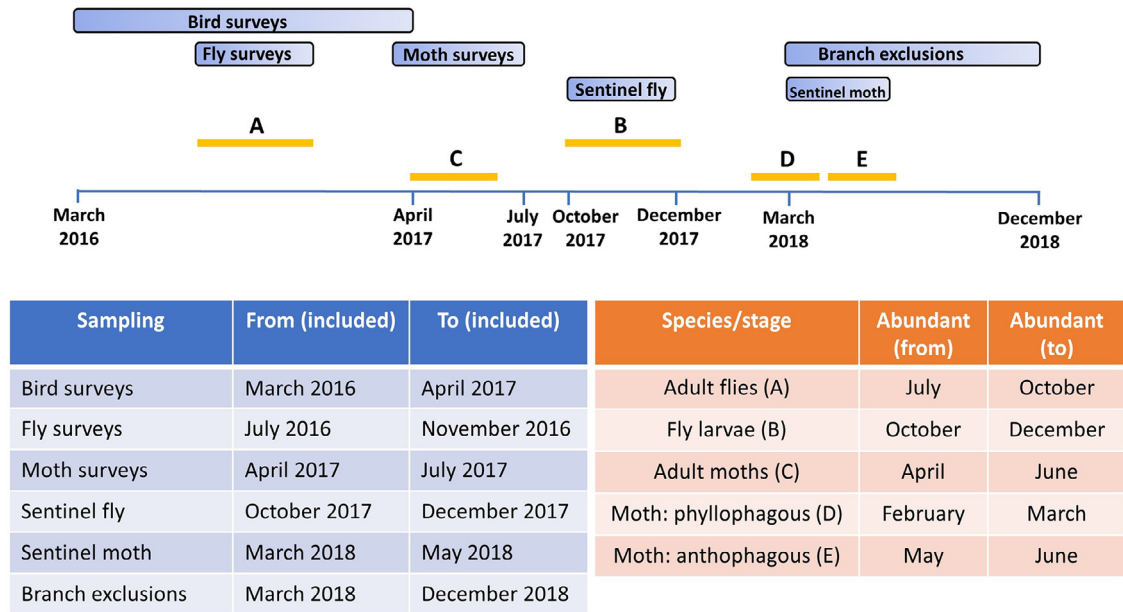 Bird surveys
Fly surveys
Moth surveys
Branch exclusions
Sentinel fly
Sentinel moth
A
B
C
D
E
March
2016
April
2017
July
2017
October
2017
December
2017
March
2018
December
2018
Sampling From (included) To (included)
Bird surveys March 2016 April 2017
Fly surveys July 2016 November 2016
Moth surveys April 2017 July 2017
Sentinel fly October 2017 December 2017
Sentinel moth March 2018 May 2018
Branch exclusions March 2018 December 2018
Species/stage Abundant Abundant
(from) (to)
Adult flies (A) July October
Fly larvae (B) October December
Adult moths (C) April June
Moth: phyllophagous (D) February March
Moth: anthophagous (E) May June